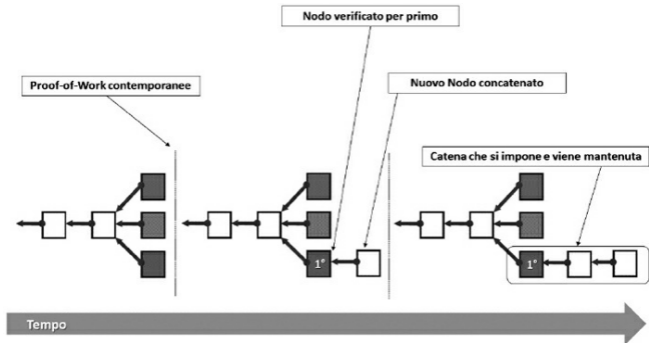 Nodo verificato per primo
Proof-of-Work contemporanee
Nuovo Nodo concatenato
Catena che si impone e viene mantenuta
1°
1°
Tempo